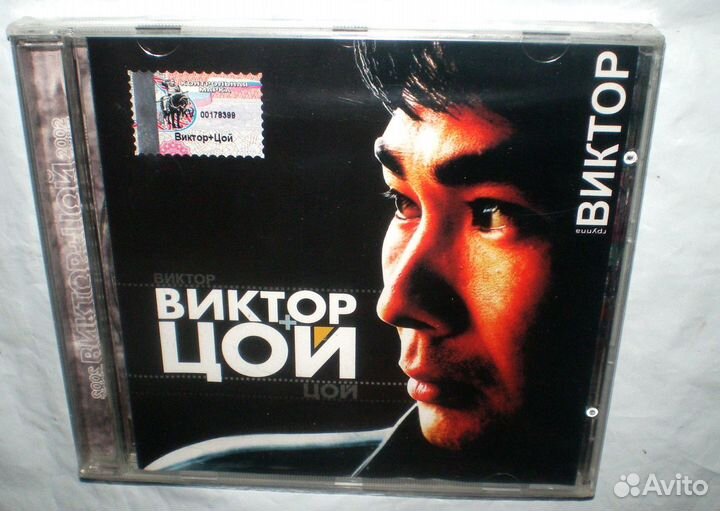 КОНТРОЛЬНАЯ
МАРКА
00178399
Виктор+Цой
группа
ВИКТОР
2002 ВИКТОР+ЦОЙ 2002
ВИКТОР
ВИКТОР
+
ЦОЙ
ЦОЙ
Avito